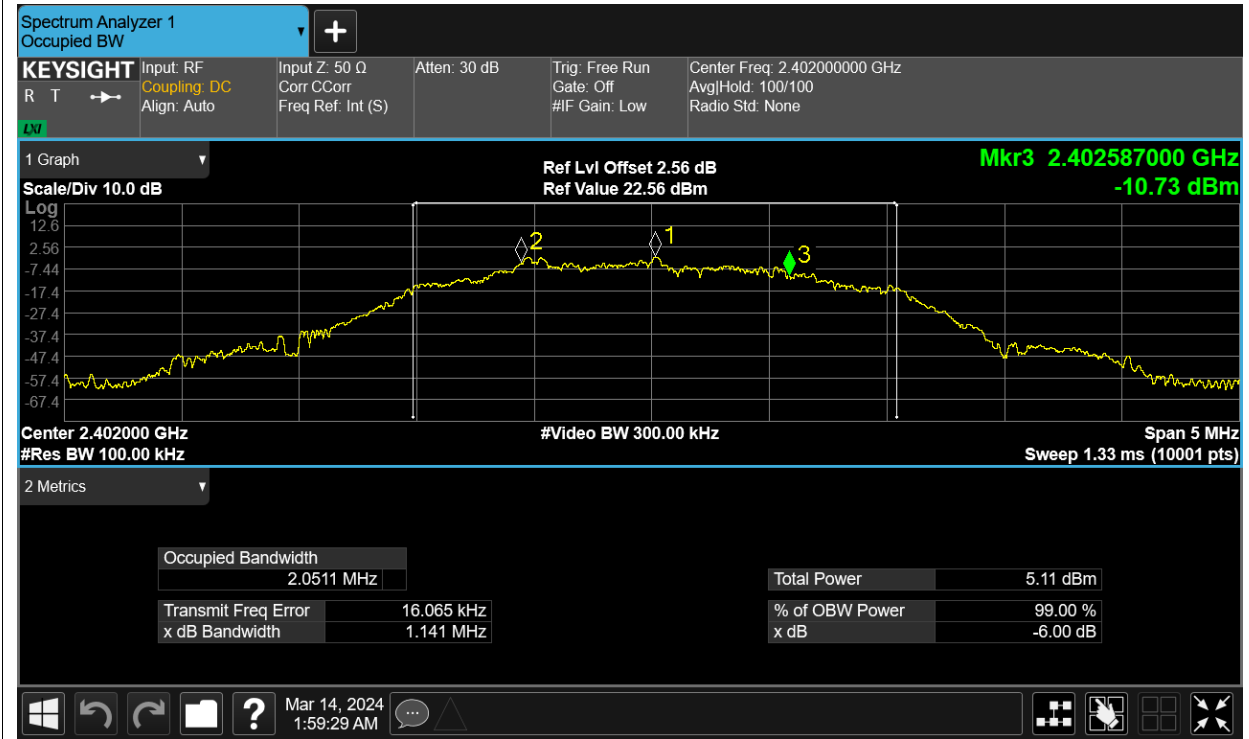 Spectrum Analyzer 1
Occupied BW
▼
+
KEYSIGHT
R T
LXI
Input: RF
Coupling: DC
Align: Auto
Input Z: 50 Ω
Corr CCorr
Freq Ref: Int (S)
Atten: 30 dB
Trig: Free Run
Gate: Off
#IF Gain: Low
Center Freq: 2.402000000 GHz
Avg|Hold: 100/100
Radio Std: None
1 Graph ▼
Scale/Div 10.0 dB
Ref Lvl Offset 2.56 dB
Ref Value 22.56 dBm
Mkr3 2.402587000 GHz
-10.73 dBm
Log
12.6
2.56
-7.44
-17.4
-27.4
-37.4
-47.4
-57.4
-67.4
2
1
3
Center 2.402000 GHz
#Res BW 100.00 kHz
#Video BW 300.00 kHz
Span 5 MHz
Sweep 1.33 ms (10001 pts)
2 Metrics ▼
Occupied Bandwidth
2.0511 MHz
Transmit Freq Error 16.065 kHz
x dB Bandwidth 1.141 MHz
Total Power 5.11 dBm
% of OBW Power 99.00 %
x dB -6.00 dB
?
Mar 14, 2024
1:59:29 AM